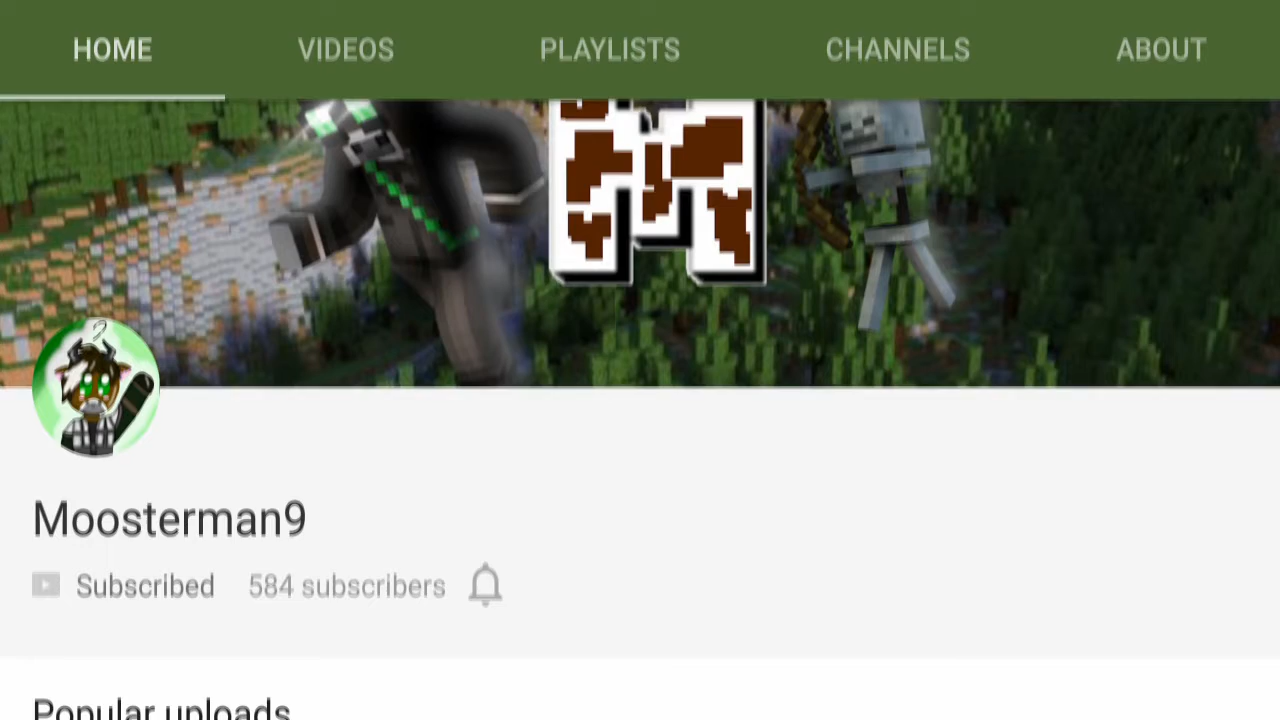 HOME VIDEOS PLAYLISTS CHANNELS ABOUT
Moosterman9
Subscribed 584 subscribers
Popular uploads